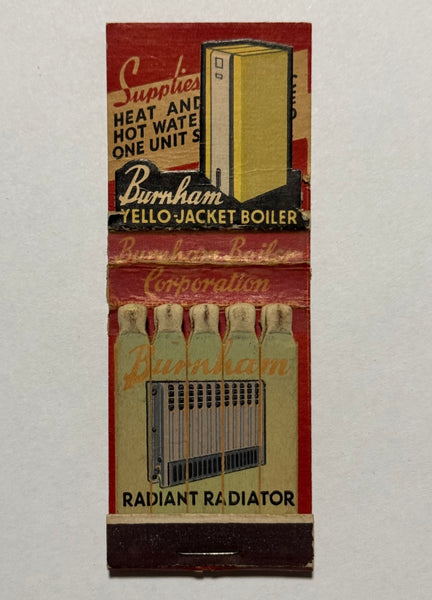 Supplies
HEAT AND
HOT WATE
ONE UNIT S
Burnham
YELLO-JACKET BOILER
Burnham Boiler
Corporation
Burnham
RADIANT RADIATOR